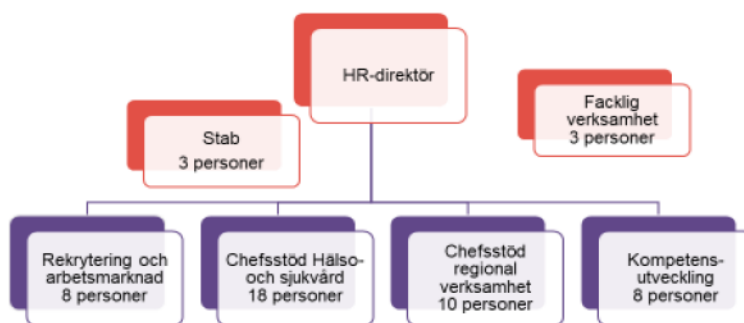 HR-direktör
Facklig
verksamhet
3 personer
Stab
3 personer
Rekrytering och
arbetsmarknad
8 personer
Chefsstöd Hälso-
och sjukvård
18 personer
Chefsstöd
regional
verksamhet
10 personer
Kompetens-
utveckling
8 personer